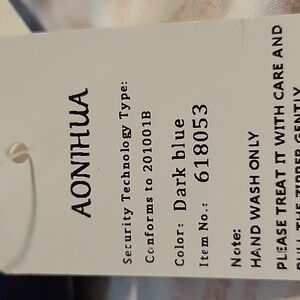 AONIHUA
Security Technology Type:
Conforms to 201001B
Color: Dark blue
Item No.: 618053
Note:
HAND WASH ONLY
PLEASE TREAT IT WITH CARE AND